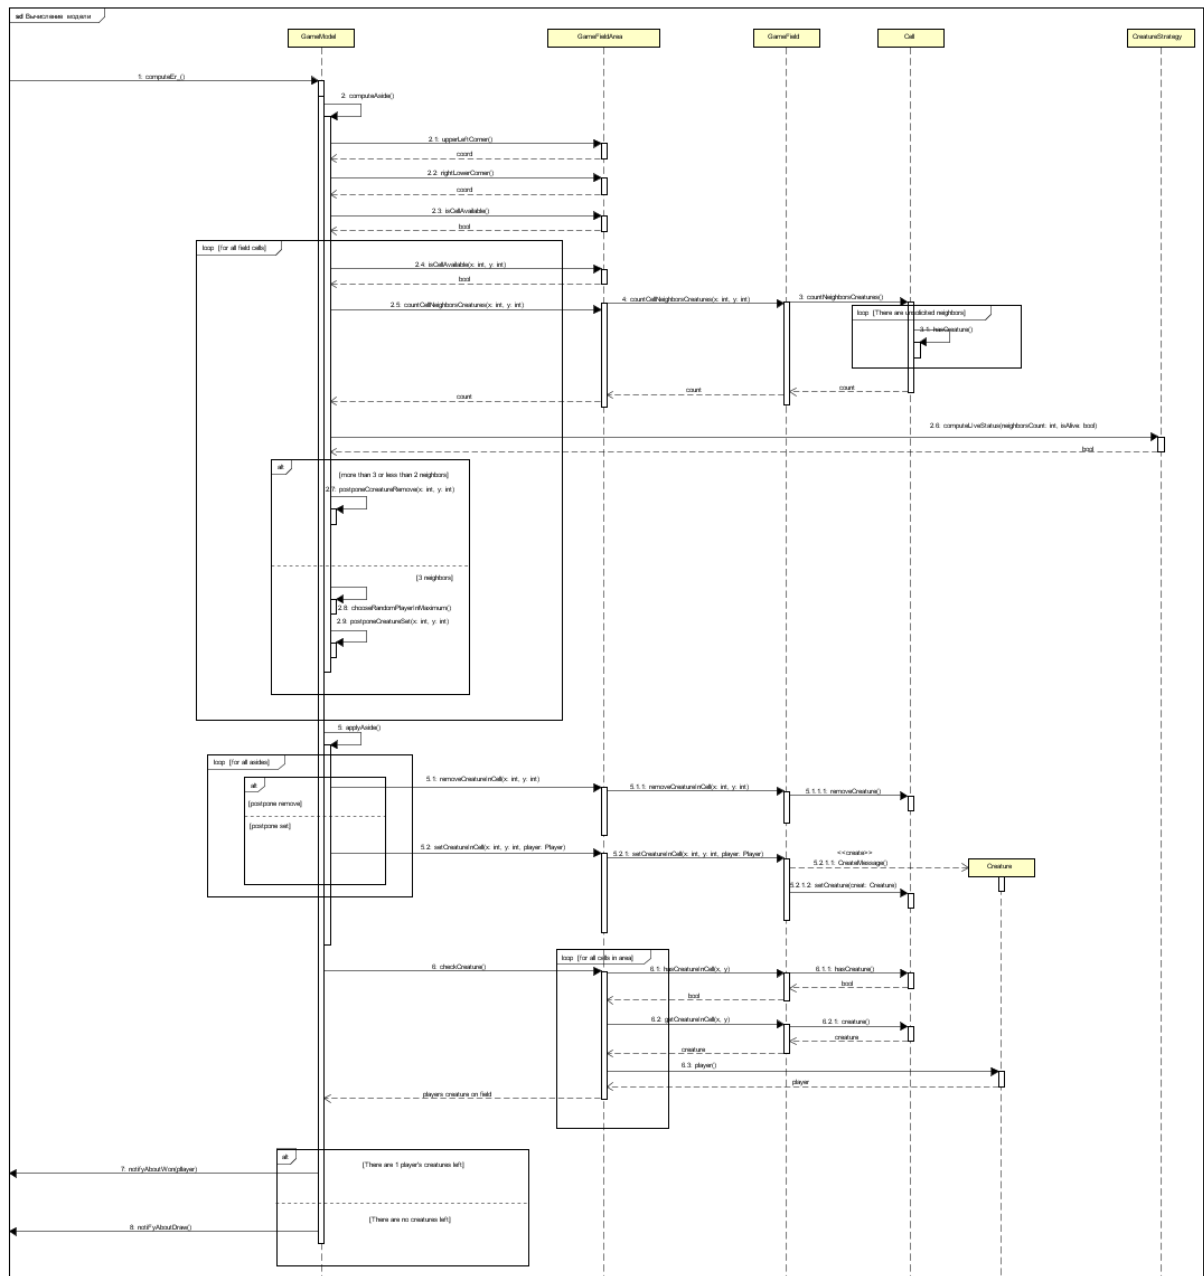 sd Вычисление модели
GameModel
GameFieldArea
GameField
Cell
CreatureStrategy
1: computeEr_()
2: computeAside()
2.1: upperLeftCorner()
coord
2.2: rightLowerCorner()
coord
2.3: isCellAvailable()
bool
loop [for all field cells]
2.4: isCellAvailable(x: int, y: int)
bool
2.5: countCellNeighborsCreatures(x: int, y: int)
4: countCellNeighborsCreatures(x: int, y: int)
3: countNeighborsCreatures()
loop [There are unsolicited neighbors]
3.1: hasCreature()
count
count
count
2.6: computeLiveStatus(neighborsCount: int, isAlive: bool)
bool
alt
[more than 3 or less than 2 neighbors]
2.7: postponeCoreatureRemove(x: int, y: int)
[3 neighbors]
2.8: chooseRandomPlayerInMaximum()
2.9: postponeCreatureSet(x: int, y: int)
5: applyAside()
loop [for all asides]
alt
[postpone remove]
[postpone set]
5.1: removeCreatureInCell(x: int, y: int)
5.1.1: removeCreatureInCell(x: int, y: int)
5.1.1.1: removeCreature()
5.2: setCreatureInCell(x: int, y: int, player: Player)
5.2.1: setCreatureInCell(x: int, y: int, player: Player)
<<create>>
5.2.1.1: CreateMessage()
Creature
5.2.1.2: setCreature(creat: Creature)
loop [for all cells in area]
6: checkCreature()
6.1: hasCreatureInCell(x, y)
6.1.1: hasCreature()
bool
bool
6.2: getCreatureInCell(x, y)
6.2.1: creature()
creature
creature
6.3: player()
player
players creature on field
alt
[There are 1 player's creatures left]
7: notifyAboutWon(pllayer)
[There are no creatures left]
8: notiFyAboutDraw()